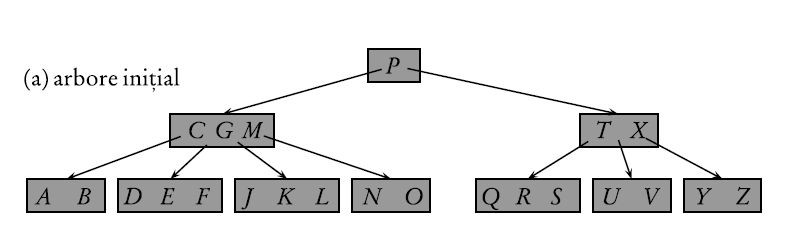 P
(a) arbore inițial
C G M
T X
A B
D E F
J K L
N O
Q R S
U V
Y Z